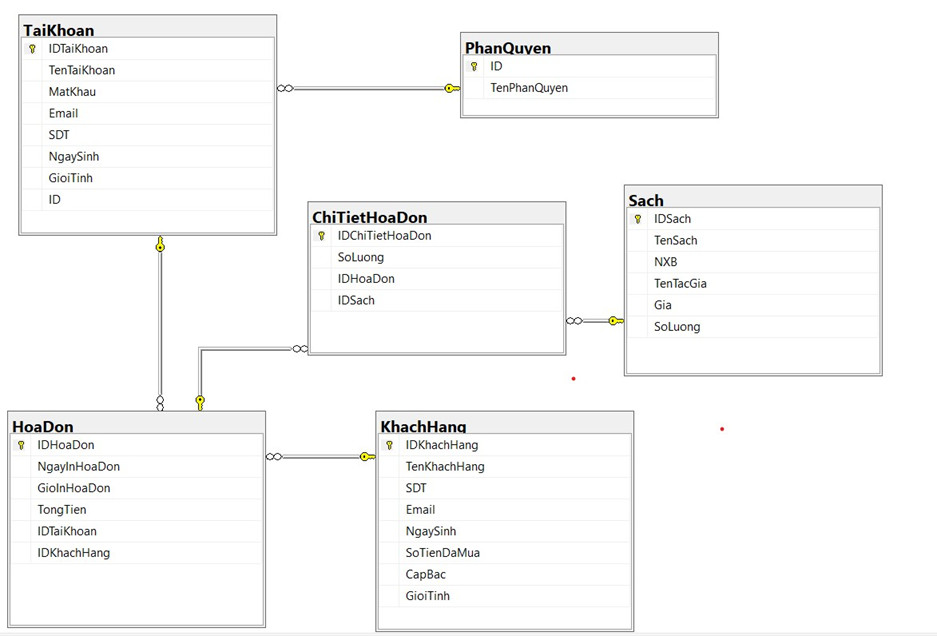 TaiKhoan
IDTaiKhoan
TenTaiKhoan
MatKhau
Email
SDT
NgaySinh
GioiTinh
ID
PhanQuyen
ID
TenPhanQuyen
ChiTietHoaDon
IDChiTietHoaDon
SoLuong
IDHoaDon
IDSach
Sach
IDSach
TenSach
NXB
TenTacGia
Gia
SoLuong
HoaDon
IDHoaDon
NgayInHoaDon
GioInHoaDon
TongTien
IDTaiKhoan
IDKhachHang
KhachHang
IDKhachHang
TenKhachHang
SDT
Email
NgaySinh
SoTienDaMua
CapBac
GioiTinh